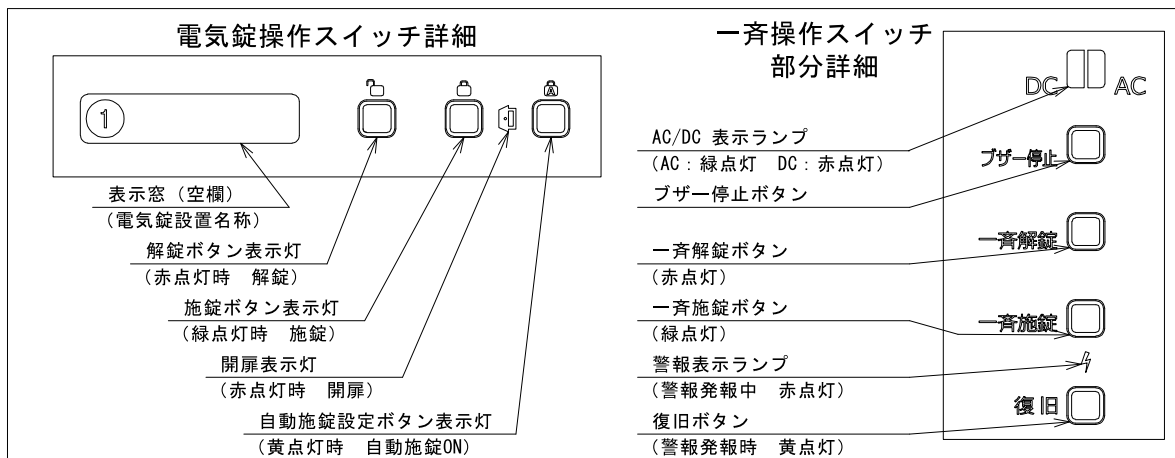 電気錠操作スイッチ詳細
①
A
表示窓（空欄）
(電気錠設置名称)
解錠ボタン表示灯
(赤点灯時　解錠)
施錠ボタン表示灯
(緑点灯時　施錠)
開扉表示灯
(赤点灯時　開扉)
自動施錠設定ボタン表示灯
(黄点灯時　自動施錠ON)
一斉操作スイッチ
部分詳細
DC AC
AC/DC 表示ランプ
(AC：緑点灯　DC：赤点灯)
ブザー停止
ブザー停止ボタン
一斉解錠
一斉解錠ボタン
(赤点灯)
一斉施錠
一斉施錠ボタン
(緑点灯)
警報表示ランプ
(警報発報中　赤点灯)
復旧
復旧ボタン
(警報発報時　黄点灯)